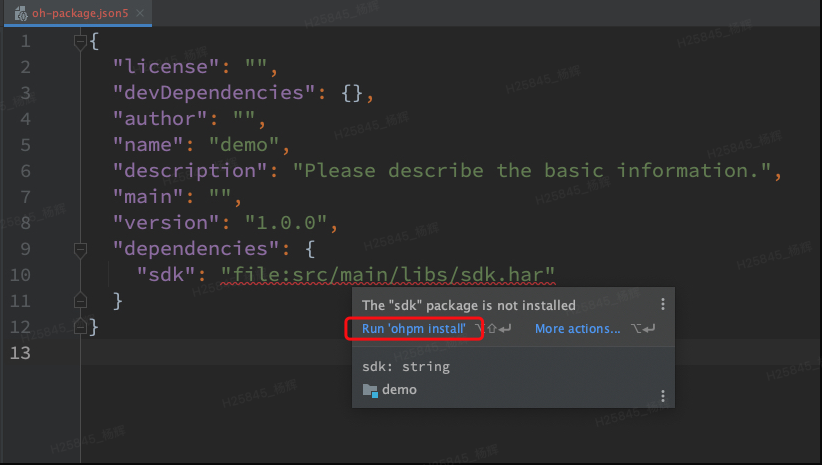 oh-package.json5
1 {
2 "license": "",
3 "devDependencies": {},
4 "author": "",
5 "name": "demo",
6 "description": "Please describe the basic information.",
7 "main": "",
8 "version": "1.0.0",
9 "dependencies": {
10 "sdk": "file:src/main/libs/sdk.har"
11 }
12 }
13
The "sdk" package is not installed
Run 'ohpm install' ⌥⇧↩ More actions... ⌥↩
sdk: string
demo
H25845_杨辉